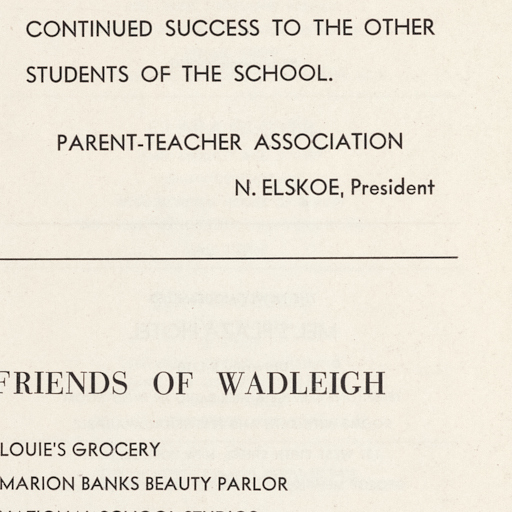 CONTINUED SUCCESS TO THE OTHER
STUDENTS OF THE SCHOOL.
PARENT-TEACHER ASSOCIATION
N. ELSKOE, President
FRIENDS OF WADLEIGH
LOUIE'S GROCERY
MARION BANKS BEAUTY PARLOR